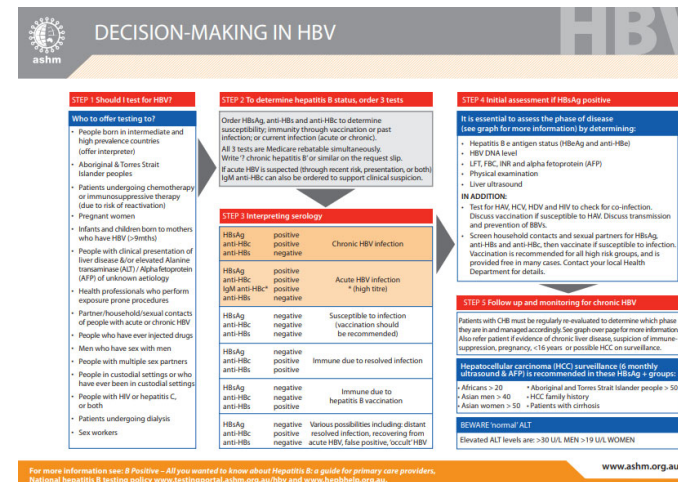 ashm
DECISION-MAKING IN HBV
HBV
STEP 1 Should I test for HBV?
Who to offer testing to?
• People born in intermediate and
high prevalence countries
(offer interpreter)
• Aboriginal & Torres Strait
Islander peoples
• Patients undergoing chemotherapy
or immunosuppressive therapy
(due to risk of reactivation)
• Pregnant women
• Infants and children born to mothers
who have HBV (>9mths)
• People with clinical presentation of
liver disease &/or elevated Alanine
transaminase (ALT) / Alpha fetoprotein
(AFP) of unknown aetiology
• Health professionals who perform
exposure prone procedures
• Partner/household/sexual contacts
of people with acute or chronic HBV
• People who have ever injected drugs
• Men who have sex with men
• People with multiple sex partners
• People in custodial settings or who
have ever been in custodial settings
• People with HIV or hepatitis C,
or both
• Patients undergoing dialysis
• Sex workers
STEP 2 To determine hepatitis B status, order 3 tests
Order HBsAg, anti-HBs and anti-HBc to determine
susceptibility; immunity through vaccination or past
infection; or current infection (acute or chronic).
All 3 tests are Medicare rebatable simultaneously.
Write '? chronic hepatitis B' or similar on the request slip.
If acute HBV is suspected (through recent risk, presentation, or both)
IgM anti-HBc can also be ordered to support clinical suspicion.
STEP 3 Interpreting serology
HBsAg positive
anti-HBc positive Chronic HBV infection
anti-HBs negative
HBsAg positive
anti-HBc positive Acute HBV infection
IgM anti-HBc* positive * (high titre)
anti-HBs negative
HBsAg negative Susceptible to infection
anti-HBc negative (vaccination should
anti-HBs negative be recommended)
HBsAg negative
anti-HBc positive Immune due to resolved infection
anti-HBs positive
HBsAg negative Immune due to
anti-HBc negative hepatitis B vaccination
anti-HBs positive
HBsAg negative Various possibilities including: distant
anti-HBc positive resolved infection, recovering from
anti-HBs negative acute HBV, false positive, 'occult' HBV
STEP 4 Initial assessment if HBsAg positive
It is essential to assess the phase of disease
(see graph for more information) by determining:
• Hepatitis B e antigen status (HBeAg and anti-HBe)
• HBV DNA level
• LFT, FBC, INR and alpha fetoprotein (AFP)
• Physical examination
• Liver ultrasound
IN ADDITION:
• Test for HAV, HCV, HDV and HIV to check for co-infection.
Discuss vaccination if susceptible to HAV. Discuss transmission
and prevention of BBVs.
• Screen household contacts and sexual partners for HBsAg,
anti-HBs and anti-HBc, then vaccinate if susceptible to infection.
Vaccination is recommended for all high risk groups, and is
provided free in many cases. Contact your local Health
Department for details.
STEP 5 Follow up and monitoring for chronic HBV
Patients with CHB must be regularly re-evaluated to determine which phase
they are in and managed accordingly. See graph over page for more information
Also refer patient if evidence of chronic liver disease, suspicion of immune-
suppression, pregnancy, <16 years or possible HCC on surveillance.
Hepatocellular carcinoma (HCC) surveillance (6 monthly
ultrasound & AFP) is recommended in these HBsAg + groups:
• Africans > 20 • Aboriginal and Torres Strait Islander people > 50
• Asian men > 40 • HCC family history
• Asian women > 50 • Patients with cirrhosis
BEWARE 'normal' ALT
Elevated ALT levels are: >30 U/L MEN >19 U/L WOMEN
For more information see: B Positive – All you wanted to know about Hepatitis B: a guide for primary care providers,
National hepatitis B testing policy www.testingportal.ashm.org.au/hbv and www.hepbhelp.org.au.
www.ashm.org.au